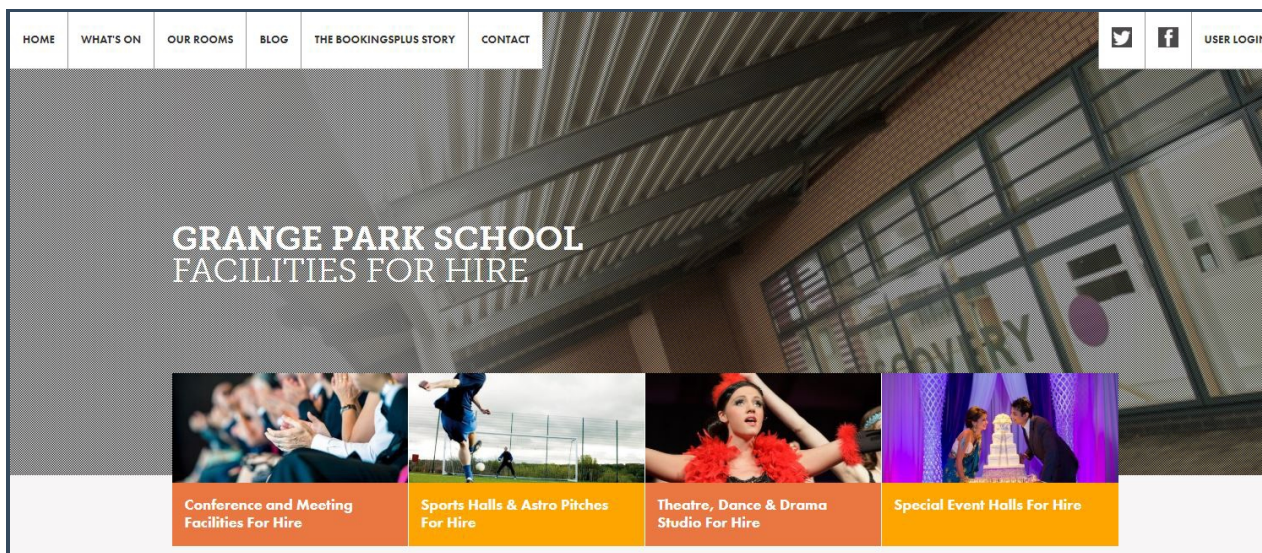 HOME
WHAT'S ON
OUR ROOMS
BLOG
THE BOOKINGSPLUS STORY
CONTACT
USER LOGIN
GRANGE PARK SCHOOL
FACILITIES FOR HIRE
Conference and Meeting
Facilities For Hire
Sports Halls & Astro Pitches
For Hire
Theatre, Dance & Drama
Studio For Hire
Special Event Halls For Hire